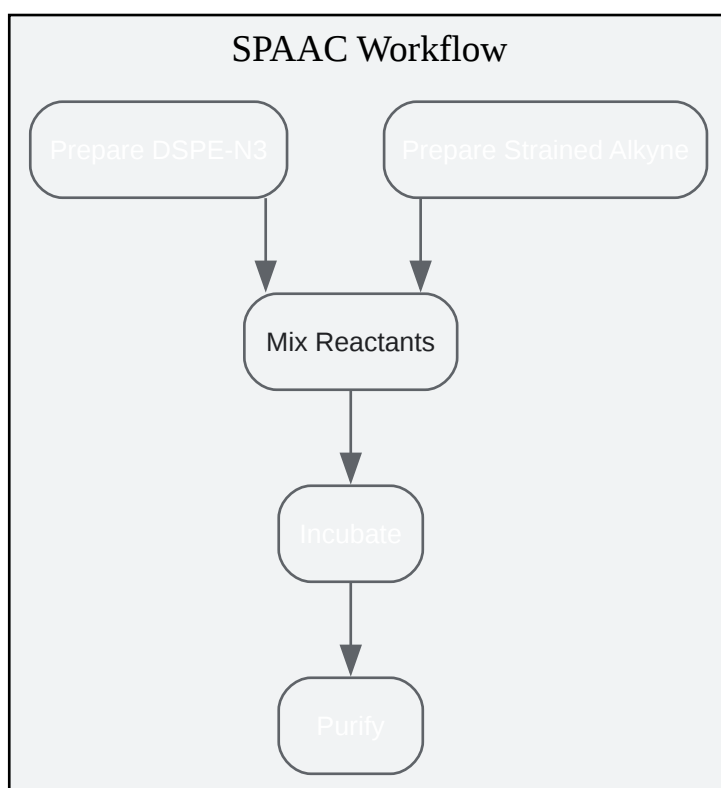 SPAAC Workflow
Prepare DSPE-N3
Prepare Strained Alkyne
Mix Reactants
Incubate
Purify